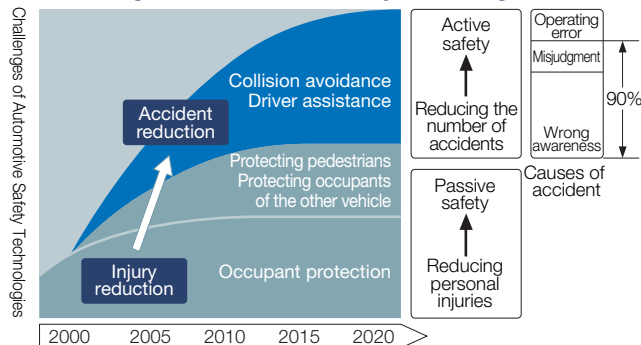 Challenges of Automotive Safety Technologies
Collision avoidance
Driver assistance
Accident
reduction
Protecting pedestrians
Protecting occupants
of the other vehicle
Injury
reduction
Occupant protection
2000
2005
2010
2015
2020
Active
safety
Reducing the
number of
accidents
Passive
safety
Reducing
personal
injuries
Operating
error
Misjudgment
Wrong
awareness
90%
Causes of
accident